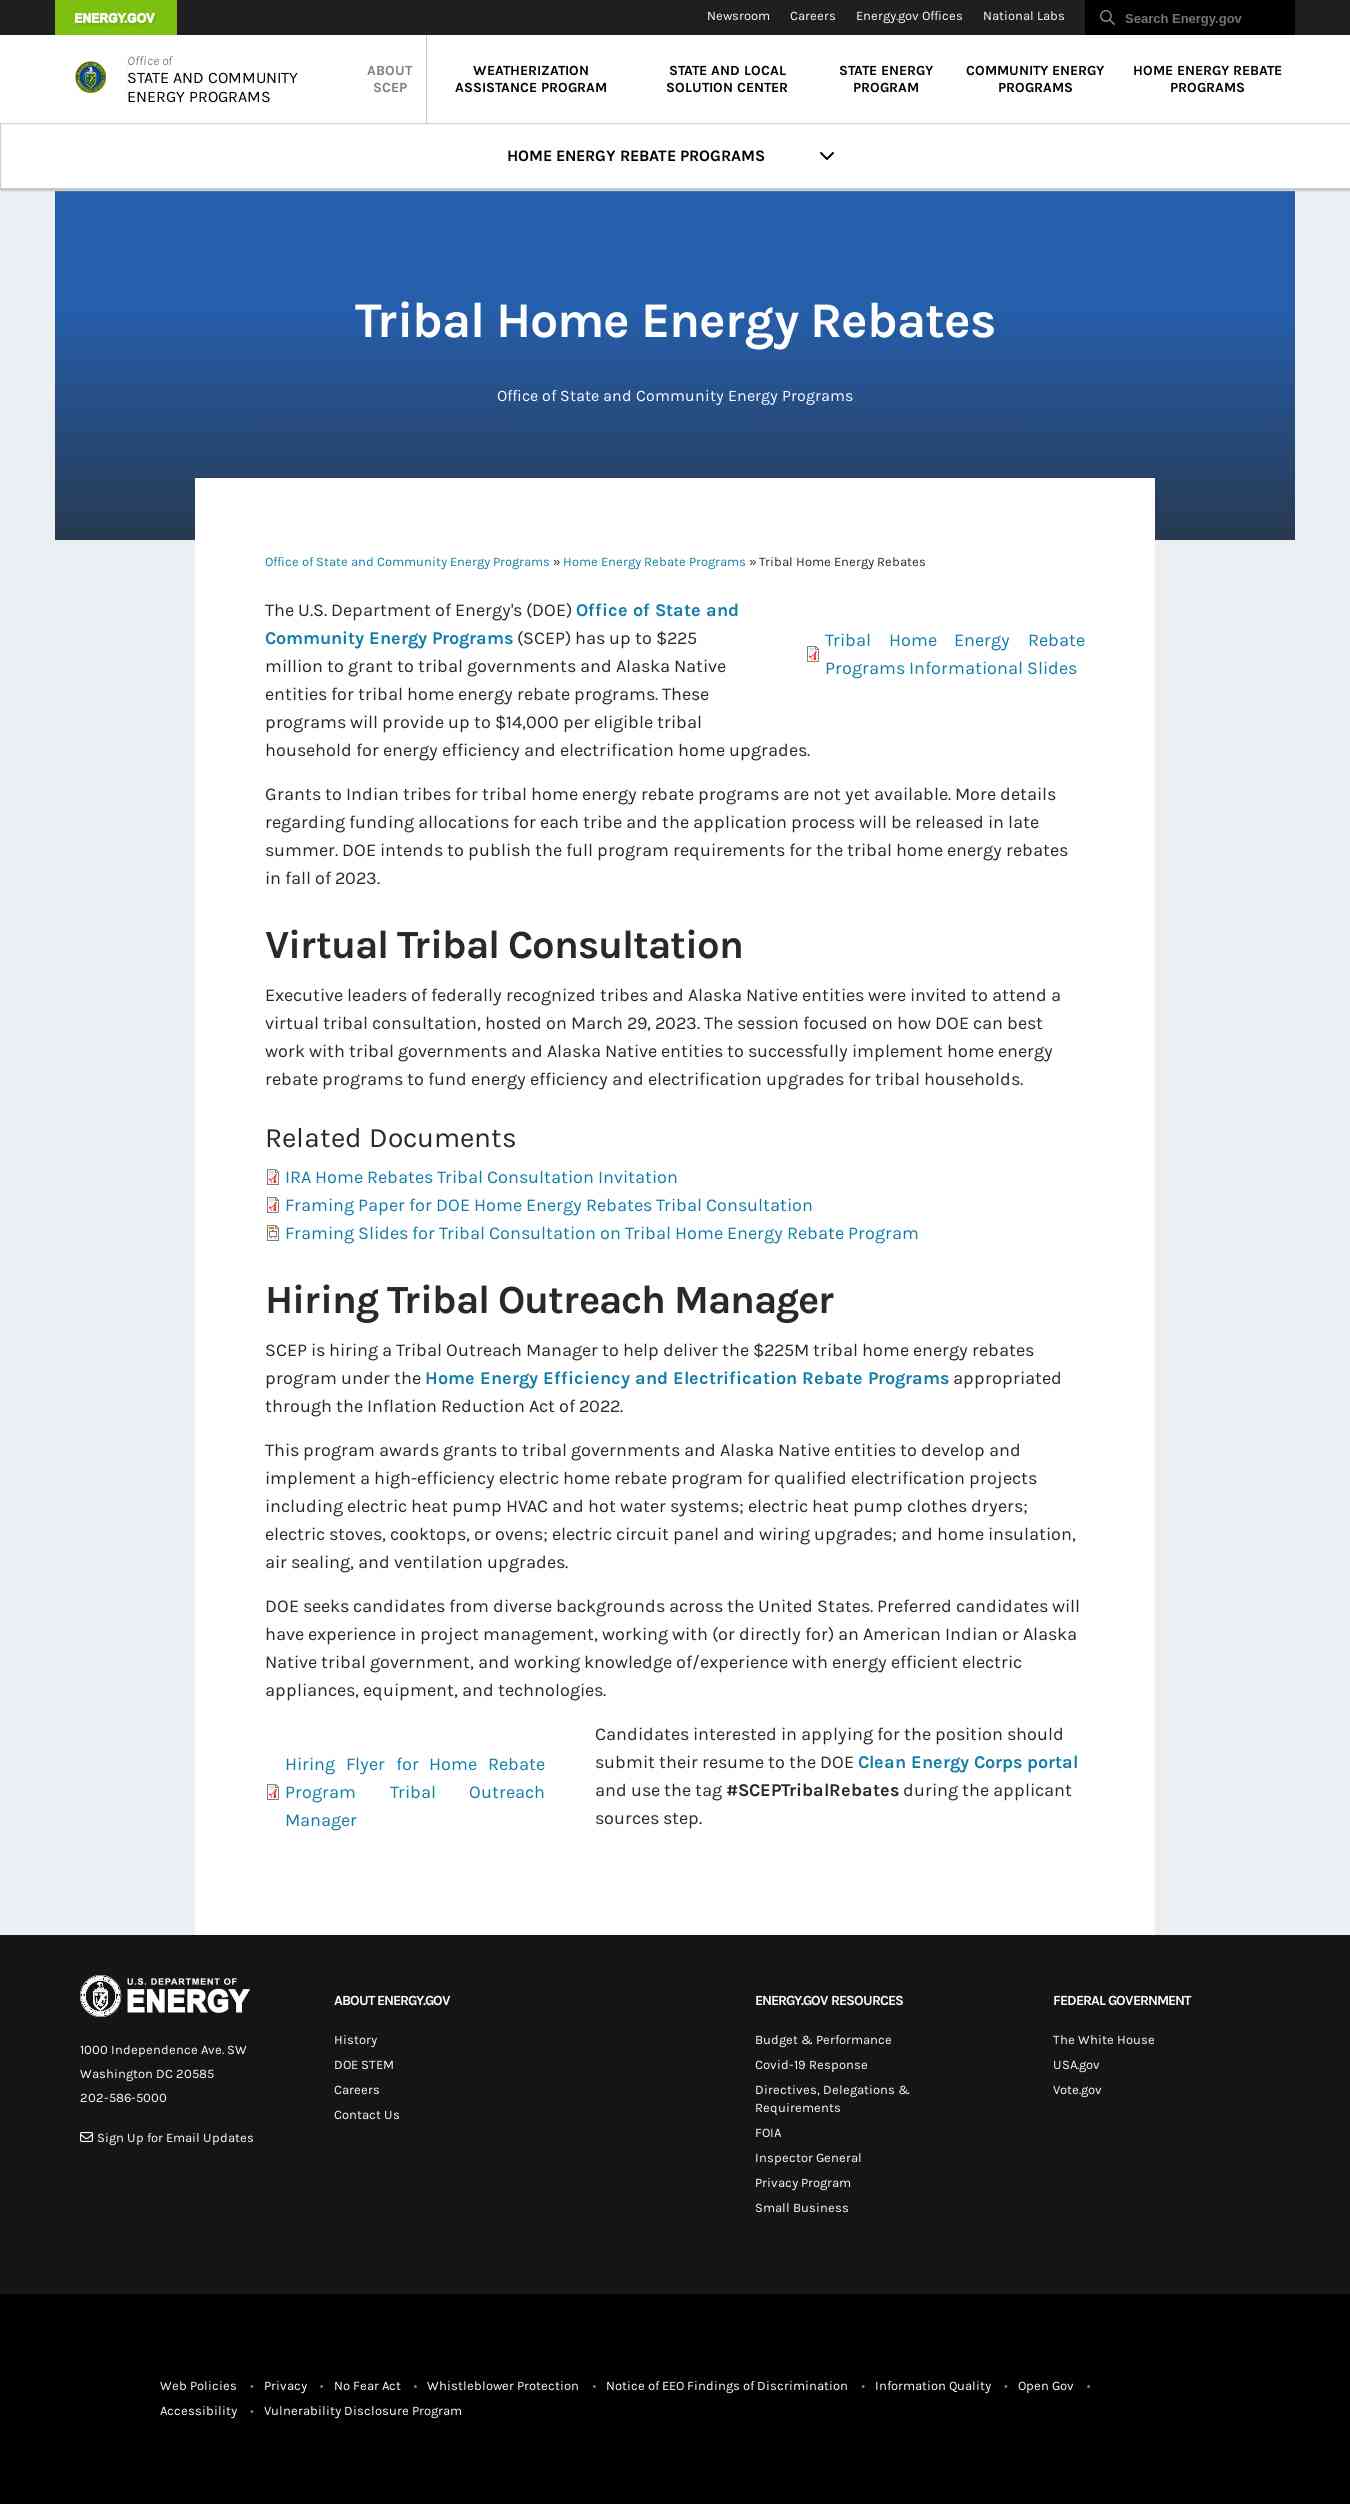 ENERGY.GOV
Newsroom Careers Energy.gov Offices National Labs Search Energy.gov
Office of
STATE AND COMMUNITY
ENERGY PROGRAMS
ABOUT
SCEP
WEATHERIZATION
ASSISTANCE PROGRAM
STATE AND LOCAL
SOLUTION CENTER
STATE ENERGY
PROGRAM
COMMUNITY ENERGY
PROGRAMS
HOME ENERGY REBATE
PROGRAMS
HOME ENERGY REBATE PROGRAMS
Tribal Home Energy Rebates
Office of State and Community Energy Programs
Office of State and Community Energy Programs » Home Energy Rebate Programs » Tribal Home Energy Rebates
The U.S. Department of Energy's (DOE) Office of State and
Community Energy Programs (SCEP) has up to $225
million to grant to tribal governments and Alaska Native
entities for tribal home energy rebate programs. These
programs will provide up to $14,000 per eligible tribal
household for energy efficiency and electrification home upgrades.
Tribal Home Energy Rebate
Programs Informational Slides
Grants to Indian tribes for tribal home energy rebate programs are not yet available. More details
regarding funding allocations for each tribe and the application process will be released in late
summer. DOE intends to publish the full program requirements for the tribal home energy rebates
in fall of 2023.
Virtual Tribal Consultation
Executive leaders of federally recognized tribes and Alaska Native entities were invited to attend a
virtual tribal consultation, hosted on March 29, 2023. The session focused on how DOE can best
work with tribal governments and Alaska Native entities to successfully implement home energy
rebate programs to fund energy efficiency and electrification upgrades for tribal households.
Related Documents
IRA Home Rebates Tribal Consultation Invitation
Framing Paper for DOE Home Energy Rebates Tribal Consultation
Framing Slides for Tribal Consultation on Tribal Home Energy Rebate Program
Hiring Tribal Outreach Manager
SCEP is hiring a Tribal Outreach Manager to help deliver the $225M tribal home energy rebates
program under the Home Energy Efficiency and Electrification Rebate Programs appropriated
through the Inflation Reduction Act of 2022.
This program awards grants to tribal governments and Alaska Native entities to develop and
implement a high-efficiency electric home rebate program for qualified electrification projects
including electric heat pump HVAC and hot water systems; electric heat pump clothes dryers;
electric stoves, cooktops, or ovens; electric circuit panel and wiring upgrades; and home insulation,
air sealing, and ventilation upgrades.
DOE seeks candidates from diverse backgrounds across the United States. Preferred candidates will
have experience in project management, working with (or directly for) an American Indian or Alaska
Native tribal government, and working knowledge of/experience with energy efficient electric
appliances, equipment, and technologies.
Hiring Flyer for Home Rebate
Program Tribal Outreach
Manager
Candidates interested in applying for the position should
submit their resume to the DOE Clean Energy Corps portal
and use the tag #SCEPTribalRebates during the applicant
sources step.
U.S. DEPARTMENT OF
ENERGY
1000 Independence Ave. SW
Washington DC 20585
202-586-5000
Sign Up for Email Updates
ABOUT ENERGY.GOV
History
DOE STEM
Careers
Contact Us
ENERGY.GOV RESOURCES
Budget & Performance
Covid-19 Response
Directives, Delegations &
Requirements
FOIA
Inspector General
Privacy Program
Small Business
FEDERAL GOVERNMENT
The White House
USA.gov
Vote.gov
Web Policies • Privacy • No Fear Act • Whistleblower Protection • Notice of EEO Findings of Discrimination • Information Quality • Open Gov •
Accessibility • Vulnerability Disclosure Program